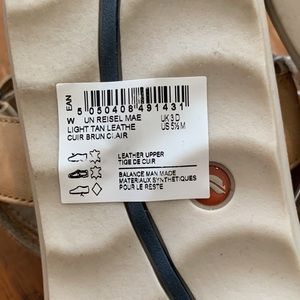 EAN
5 050408 491431
W UN REISEL MAE UK 3 D
LIGHT TAN LEATHE US 5½ M
CUIR BRUN CLAIR
LEATHER UPPER
TIGE DE CUIR
BALANCE MAN MADE
MATERIAUX SYNTHETIQUES
POUR LE RESTE